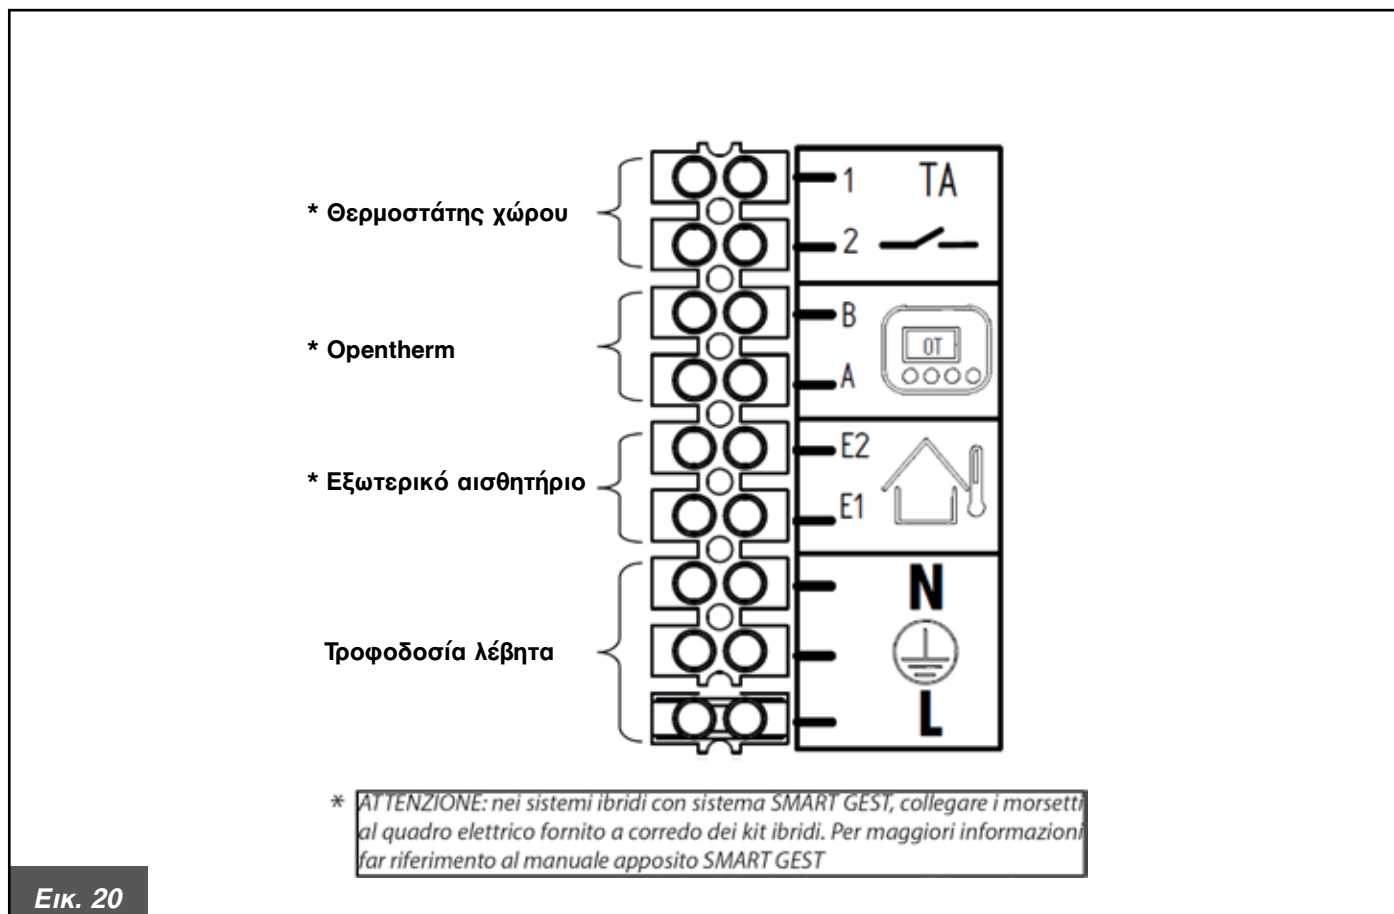 * Θερμοστάτης χώρου
1 TA
2
* Opentherm
B
OT
A
* Εξωτερικό αισθητήριο
E2
E1
Τροφοδοσία λέβητα
N
L
* ATTENZIONE: nei sistemi ibridi con sistema SMART GEST, collegare i morsetti
al quadro elettrico fornito a corredo dei kit ibridi. Per maggiori informazioni
far riferimento al manuale apposito SMART GEST
Εικ. 20